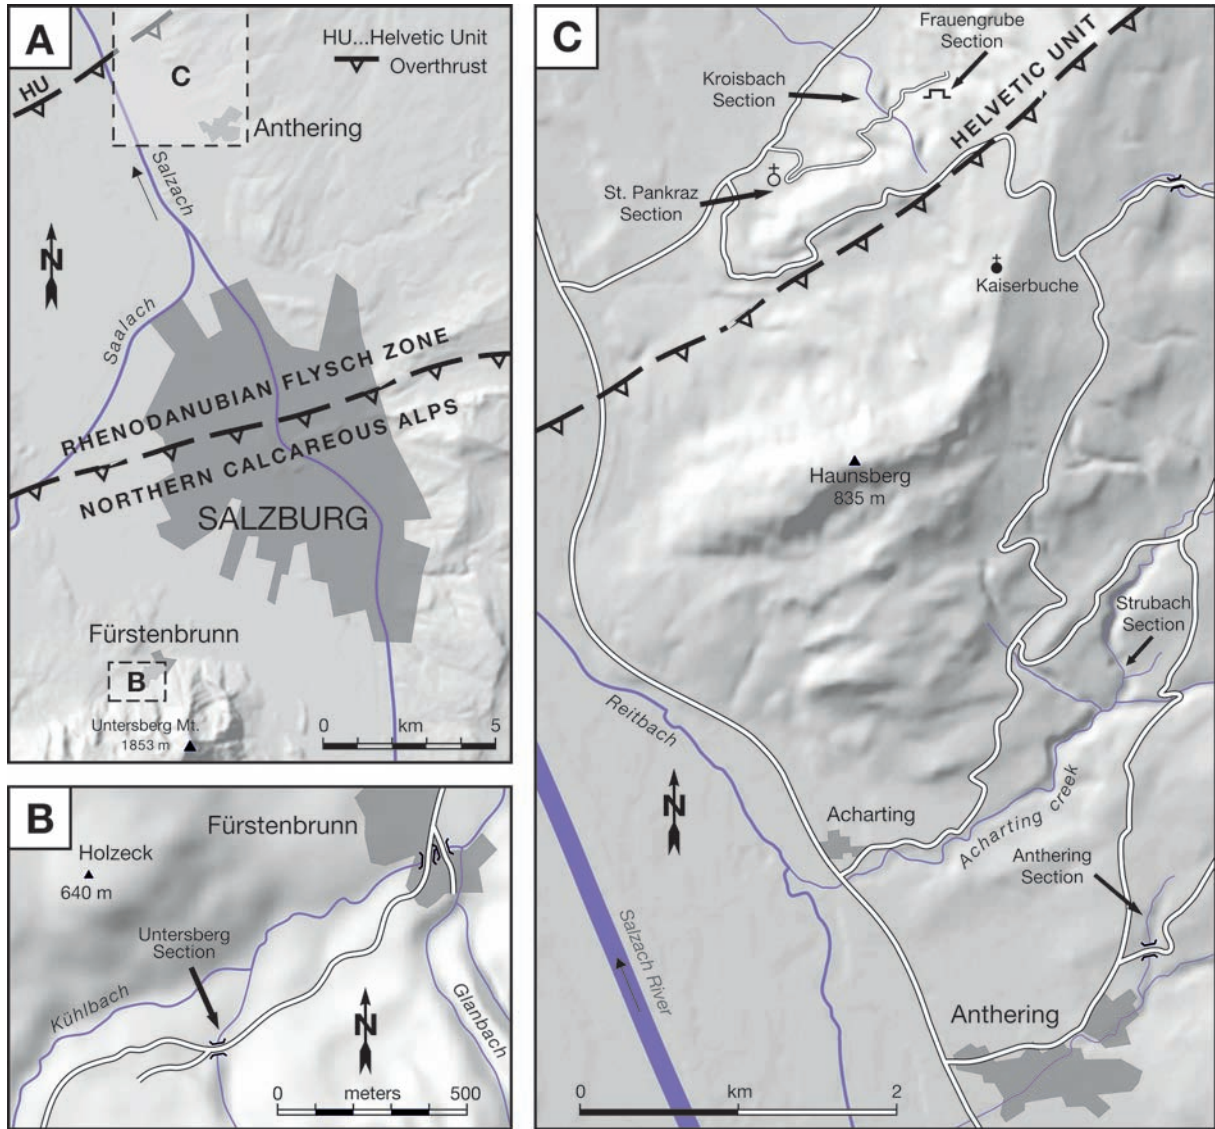 A
HU...Helvetic Unit
Overthrust
HU
C
Anthering
Salzach
N
Saalach
RHENODANUBIAN FLYSCH ZONE
NORTHERN CALCAREOUS ALPS
SALZBURG
Fürstenbrunn
B
Untersberg Mt.
1853 m
0 km 5
B
Fürstenbrunn
Holzeck
640 m
Untersberg
Section
Kühlbach
Glanbach
N
0 meters 500
C
Frauengrube
Section
Kroisbach
Section
HELVETIC UNIT
St. Pankraz
Section
Kaiserbuche
Haunsberg
835 m
Strubach
Section
Reitbach
N
Acharting
Acharting creek
Anthering
Section
Salzach River
Anthering
0 km 2